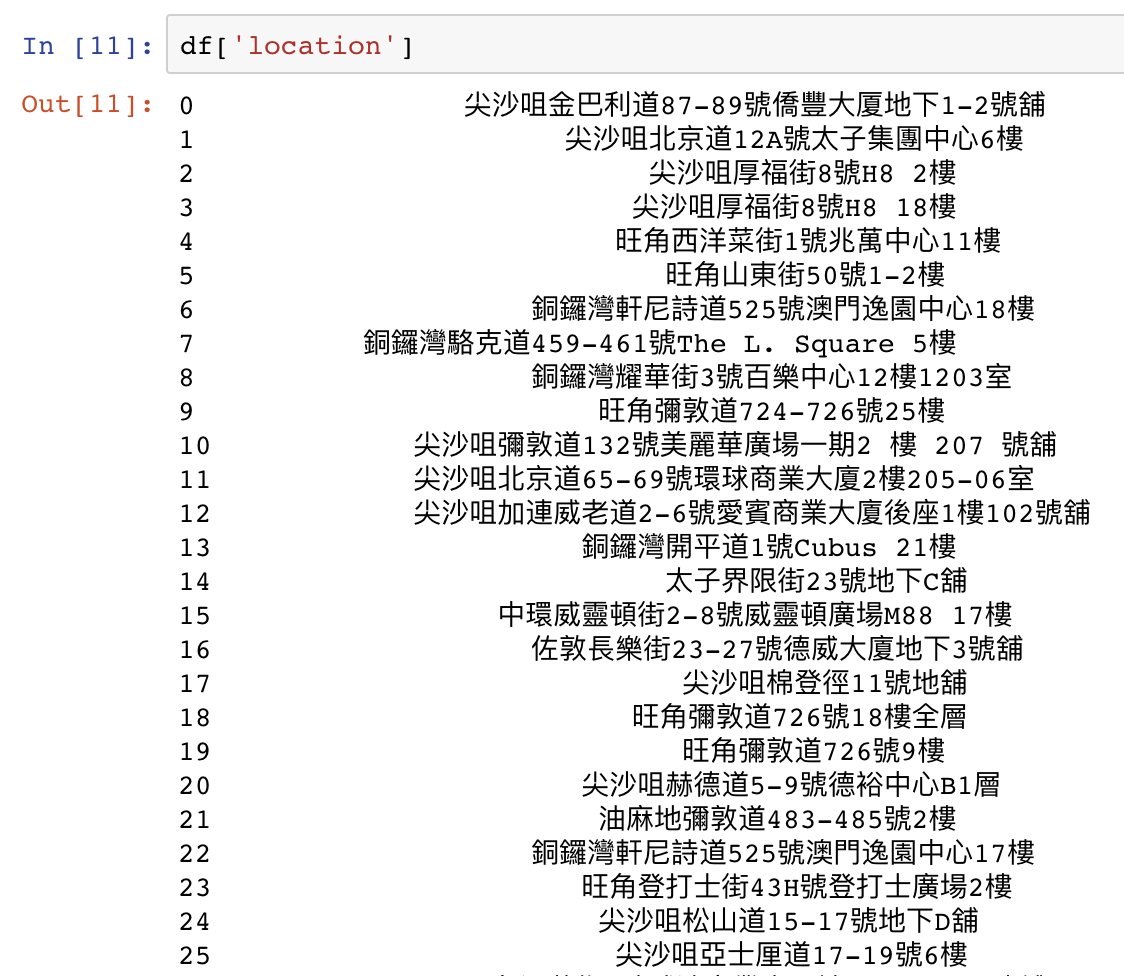 In [11]: df['location']
Out[11]: 0 尖沙咀金巴利道87-89號僑豐大厦地下1-2號舖
1 尖沙咀北京道12A號太子集團中心6樓
2 尖沙咀厚福街8號H8 2樓
3 尖沙咀厚福街8號H8 18樓
4 旺角西洋菜街1號兆萬中心11樓
5 旺角山東街50號1-2樓
6 銅鑼灣軒尼詩道525號澳門逸園中心18樓
7 銅鑼灣駱克道459-461號The L. Square 5樓
8 銅鑼灣耀華街3號百樂中心12樓1203室
9 旺角彌敦道724-726號25樓
10 尖沙咀彌敦道132號美麗華廣場一期2 樓 207 號舖
11 尖沙咀北京道65-69號環球商業大廈2樓205-06室
12 尖沙咀加連威老道2-6號愛賓商業大廈後座1樓102號舖
13 銅鑼灣開平道1號Cubus 21樓
14 太子界限街23號地下C舖
15 中環威靈頓街2-8號威靈頓廣場M88 17樓
16 佐敦長樂街23-27號德威大廈地下3號舖
17 尖沙咀棉登徑11號地舖
18 旺角彌敦道726號18樓全層
19 旺角彌敦道726號9樓
20 尖沙咀赫德道5-9號德裕中心B1層
21 油麻地彌敦道483-485號2樓
22 銅鑼灣軒尼詩道525號澳門逸園中心17樓
23 旺角登打士街43H號登打士廣場2樓
24 尖沙咀松山道15-17號地下D舖
25 尖沙咀亞士厘道17-19號6樓